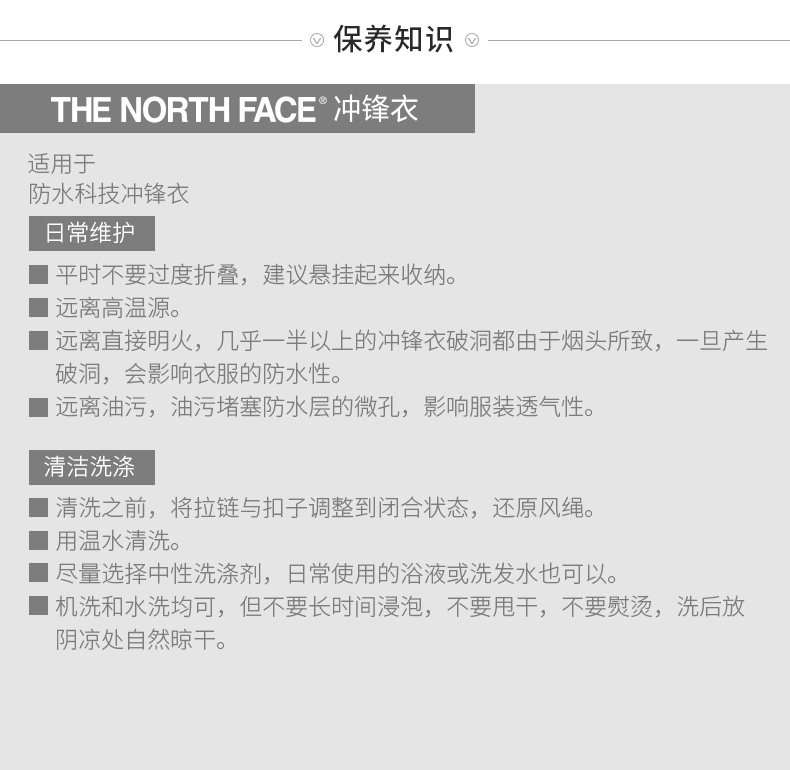 保养知识
THE NORTH FACE® 冲锋衣
适用于
防水科技冲锋衣
日常维护
■ 平时不要过度折叠，建议悬挂起来收纳。
■ 远离高温源。
■ 远离直接明火，几乎一半以上的冲锋衣破洞都由于烟头所致，一旦产生
破洞，会影响衣服的防水性。
■ 远离油污，油污堵塞防水层的微孔，影响服装透气性。
清洁洗涤
■ 清洗之前，将拉链与扣子调整到闭合状态，还原风绳。
■ 用温水清洗。
■ 尽量选择中性洗涤剂，日常使用的浴液或洗发水也可以。
■ 机洗和水洗均可，但不要长时间浸泡，不要甩干，不要熨烫，洗后放
阴凉处自然晾干。